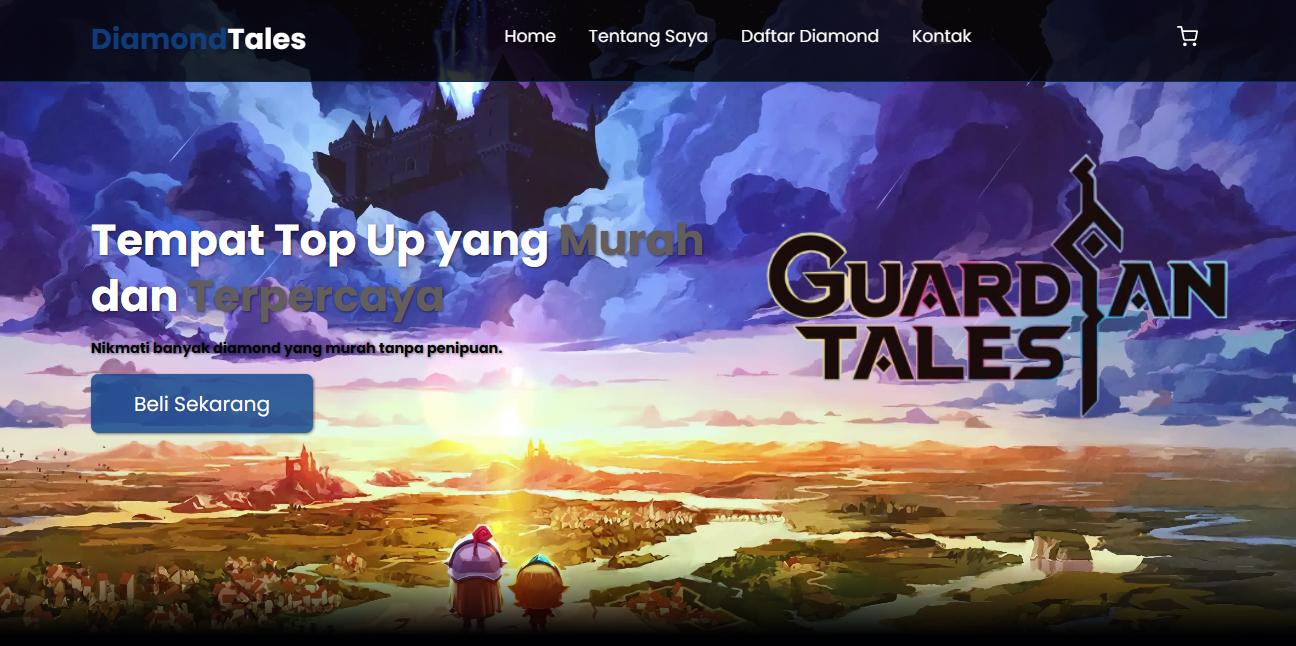 DiamondTales
Home
Tentang Saya
Daftar Diamond
Kontak
Tempat Top Up yang Murah
dan Terpercaya
Nikmati banyak diamond yang murah tanpa penipuan.
Beli Sekarang
GUARDIAN
TALES